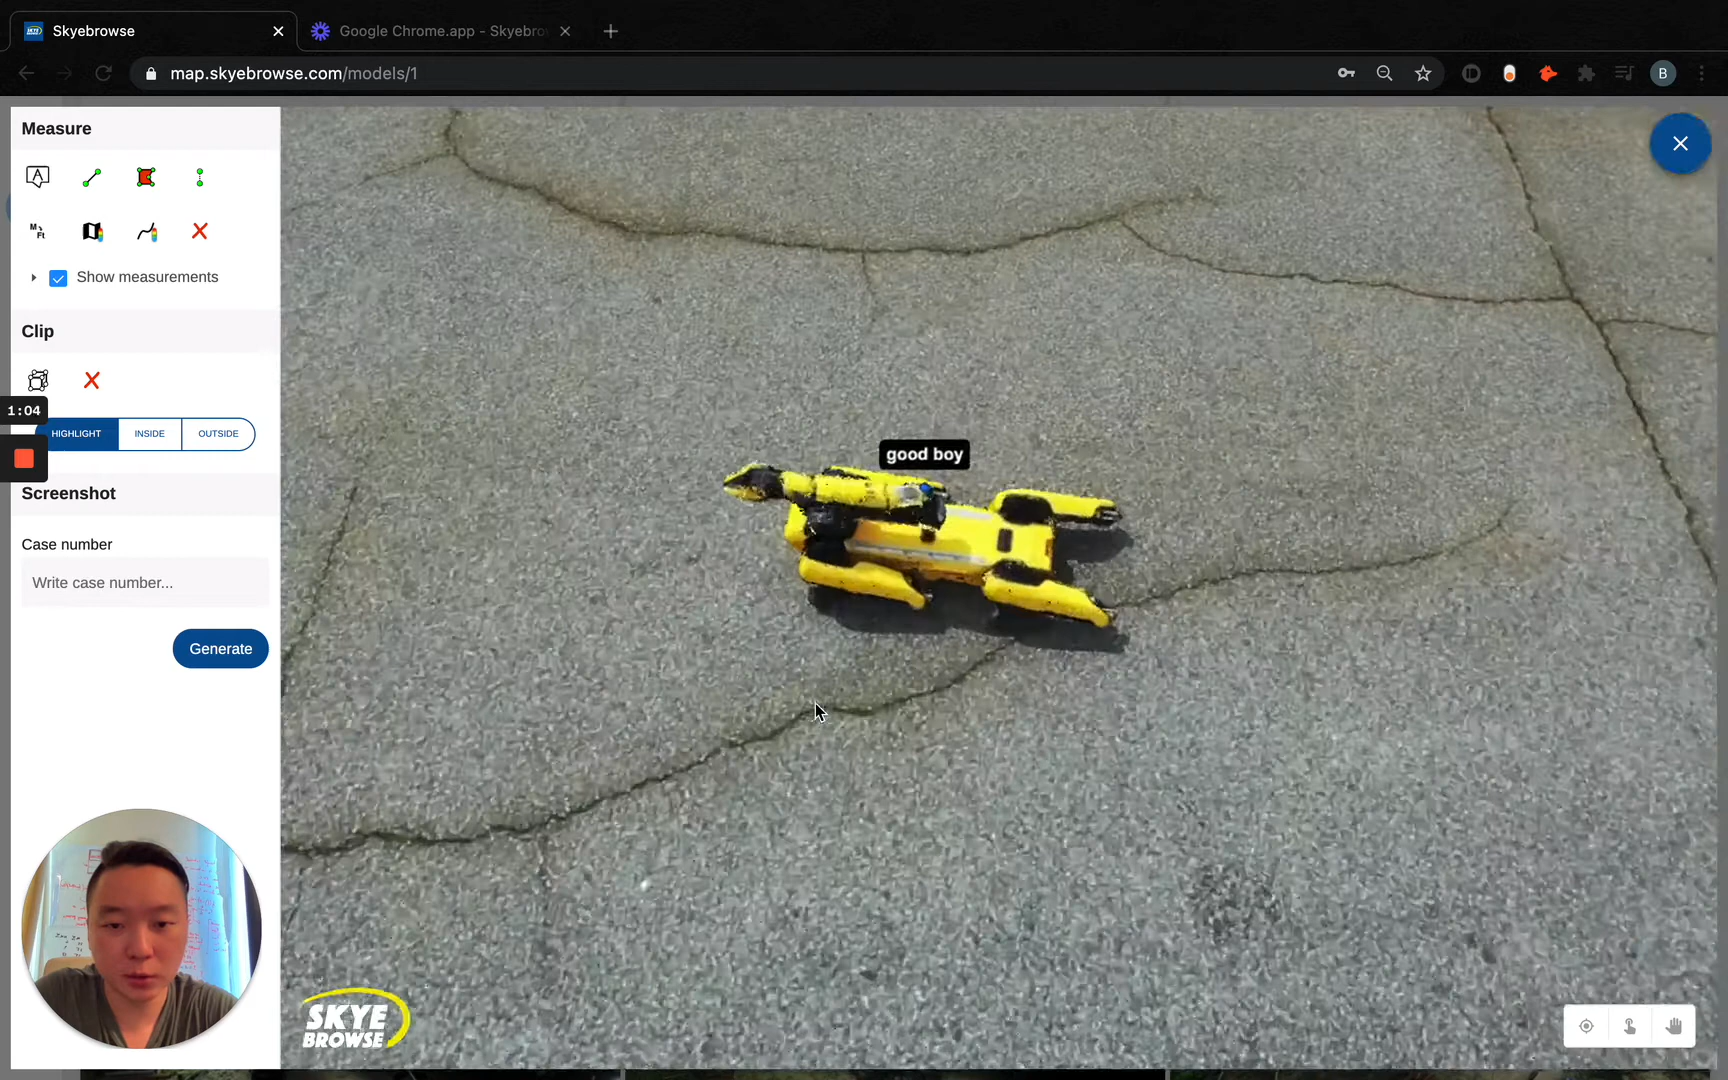 Skyebrowse
Google Chrome.app - Skyebro
map.skyebrowse.com/models/1
B
Measure
A
M
Ft
Show measurements
Clip
1:04
HIGHLIGHT INSIDE OUTSIDE
Screenshot
Case number
Write case number...
Generate
good boy
SKYE
BROWSE